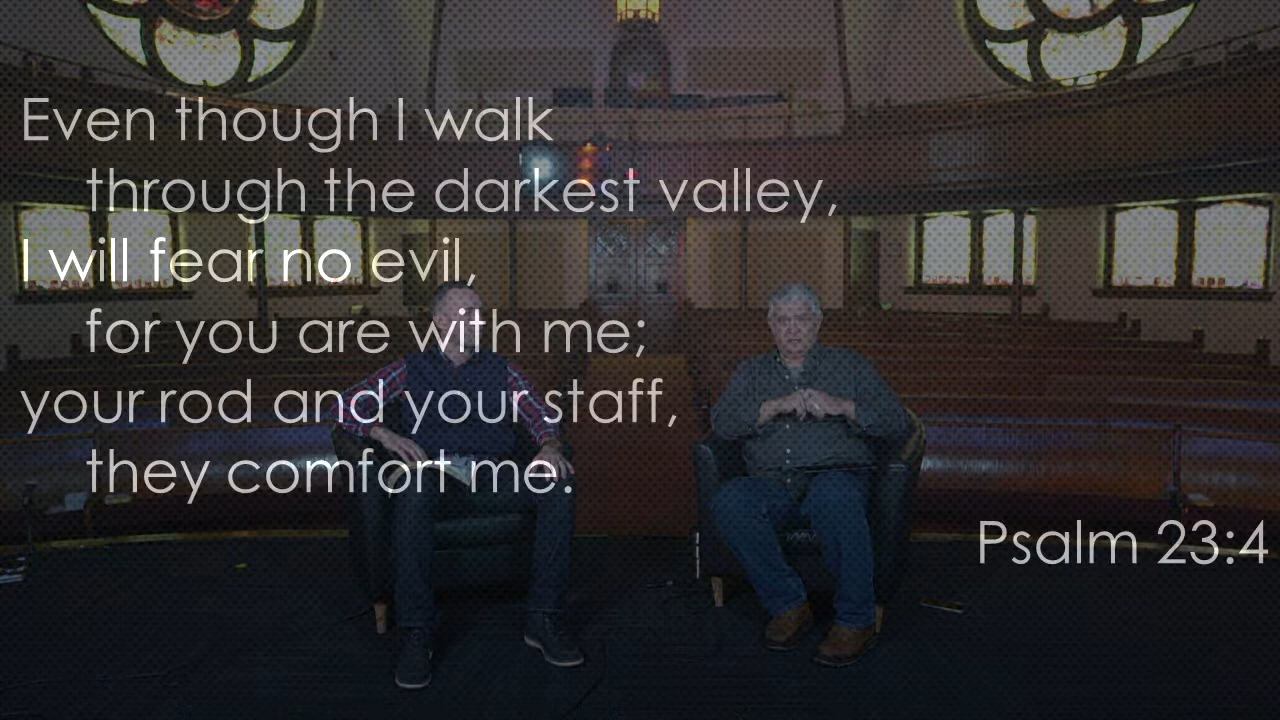 Even though I walk
through the darkest valley,
I will fear no evil,
for you are with me;
your rod and your staff,
they comfort me.
Psalm 23:4